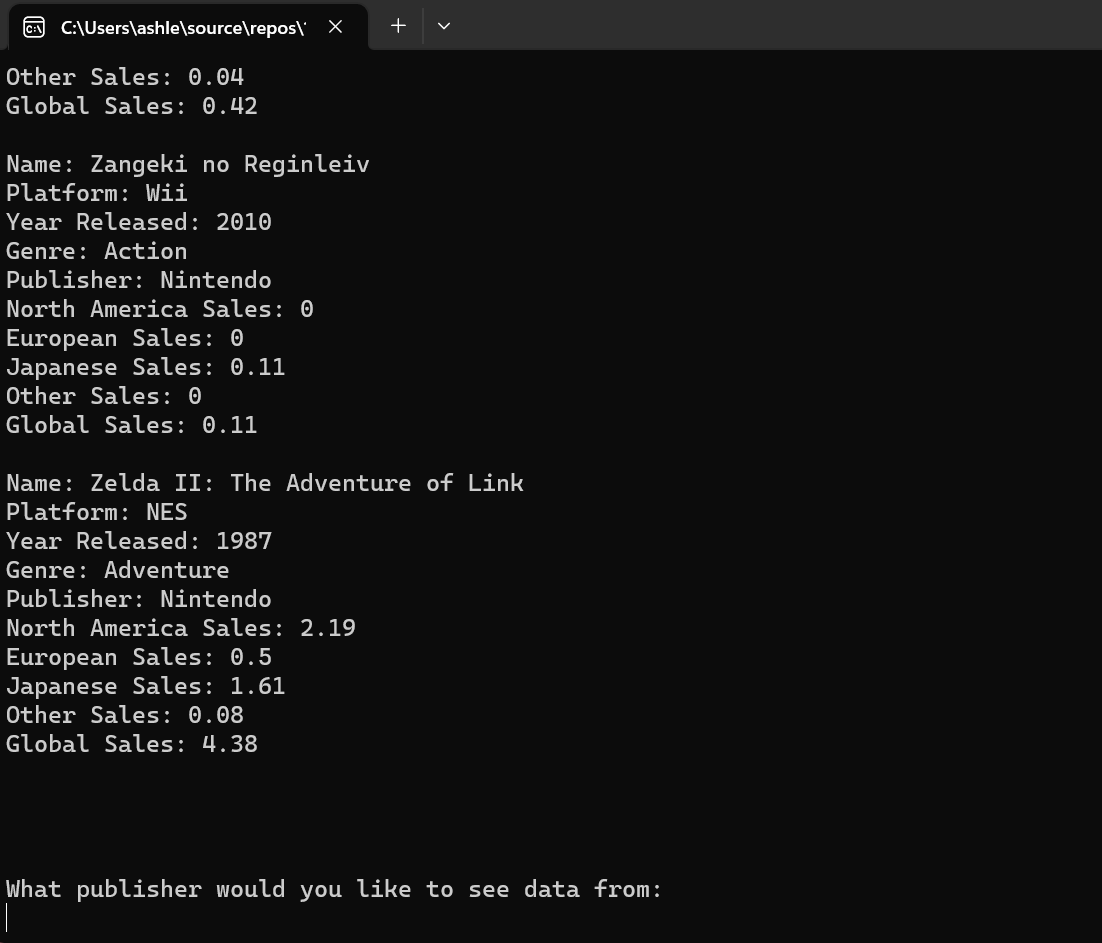 C:\Users\ashle\source\repos\
Other Sales: 0.04
Global Sales: 0.42
Name: Zangeki no Reginleiv
Platform: Wii
Year Released: 2010
Genre: Action
Publisher: Nintendo
North America Sales: 0
European Sales: 0
Japanese Sales: 0.11
Other Sales: 0
Global Sales: 0.11
Name: Zelda II: The Adventure of Link
Platform: NES
Year Released: 1987
Genre: Adventure
Publisher: Nintendo
North America Sales: 2.19
European Sales: 0.5
Japanese Sales: 1.61
Other Sales: 0.08
Global Sales: 4.38
What publisher would you like to see data from: